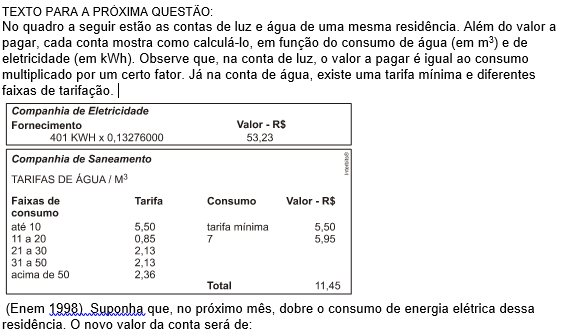 TEXTO PARA A PRÓXIMA QUESTÃO:
No quadro a seguir estão as contas de luz e água de uma mesma residência. Além do valor a
pagar, cada conta mostra como calculá-lo, em função do consumo de água (em m³) e de
eletricidade (em kWh). Observe que, na conta de luz, o valor a pagar é igual ao consumo
multiplicado por um certo fator. Já na conta de água, existe uma tarifa mínima e diferentes
faixas de tarifação.
Companhia de Eletricidade
Fornecimento Valor - R$
401 KWH x 0,13276000 53,23
Companhia de Saneamento
TARIFAS DE ÁGUA / M³
Faixas de consumo Tarifa Consumo Valor - R$
até 10 5,50 tarifa mínima 5,50
11 a 20 0,85 7 5,95
21 a 30 2,13
31 a 50 2,13
acima de 50 2,36
Total 11,45
(Enem 1998) Suponha que, no próximo mês, dobre o consumo de energia elétrica dessa
residência. O novo valor da conta será de: